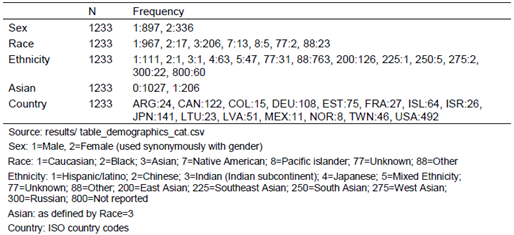 N Frequency
Sex 1233 1:897, 2:336
Race 1233 1:967, 2:17, 3:206, 7:13, 8:5, 77:2, 88:23
Ethnicity 1233 1:111, 2:1, 3:1, 4:63, 5:47, 77:31, 88:763, 200:126, 225:1, 250:5, 275:2,
300:22, 800:60
Asian 1233 0:1027, 1:206
Country 1233 ARG:24, CAN:122, COL:15, DEU:108, EST:75, FRA:27, ISL:64, ISR:26,
JPN:141, LTU:23, LVA:51, MEX:11, NOR:8, TWN:46, USA:492
Source: results/ table_demographics_cat.csv
Sex: 1=Male, 2=Female (used synonymously with gender)
Race: 1=Caucasian; 2=Black; 3=Asian; 7=Native American; 8=Pacific islander; 77=Unknown; 88=Other
Ethnicity: 1=Hispanic/latino; 2=Chinese; 3=Indian (Indian subcontinent); 4=Japanese; 5=Mixed Ethnicity;
77=Unknown; 88=Other; 200=East Asian; 225=Southeast Asian; 250=South Asian; 275=West Asian;
300=Russian; 800=Not reported
Asian: as defined by Race=3
Country: ISO country codes